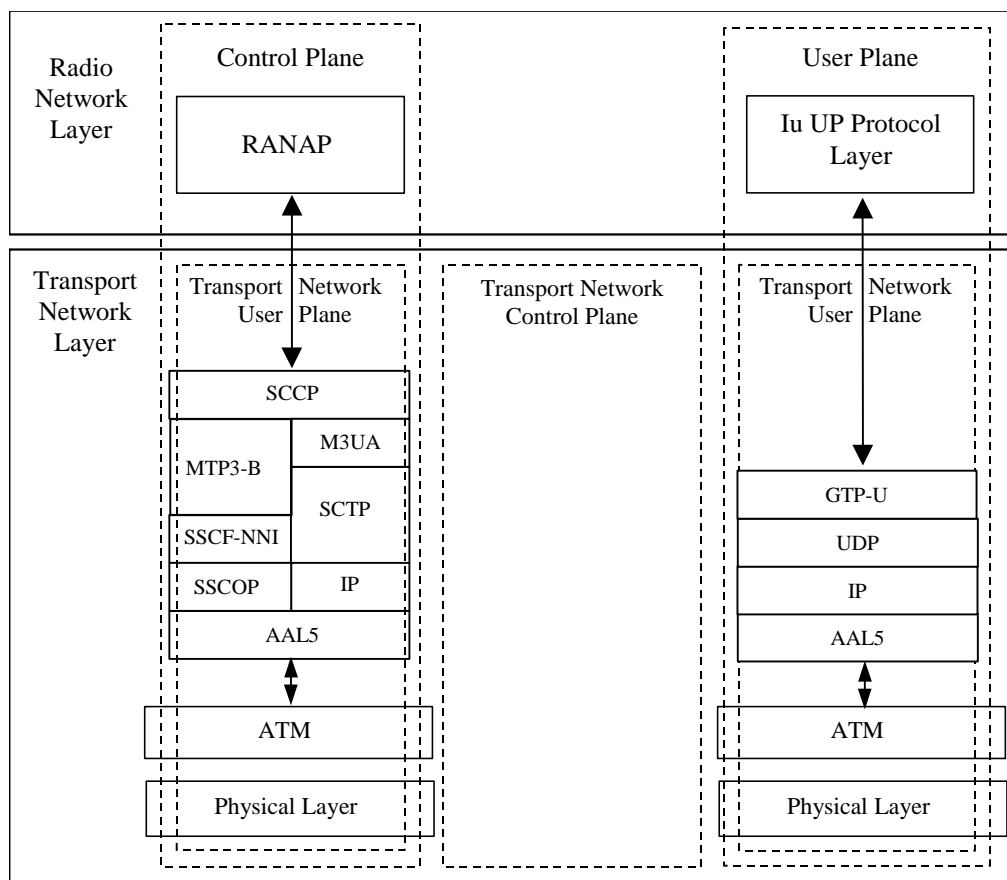 Radio
Network
Layer
Control Plane
RANAP
User Plane
Iu UP Protocol
Layer
Transport
Network
Layer
Transport Network
User Plane
SCCP
MTP3-B
M3UA
SCTP
SSCF-NNI
SSCOP
IP
AAL5
ATM
Physical Layer
Transport Network
Control Plane
Transport Network
User Plane
GTP-U
UDP
IP
AAL5
ATM
Physical Layer